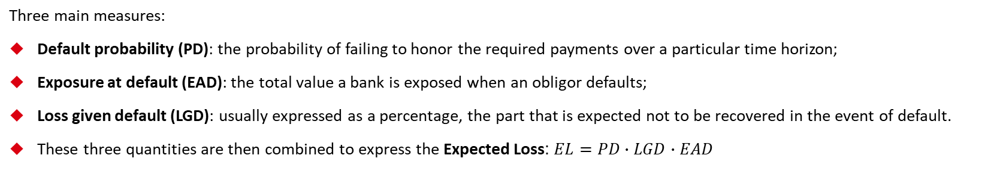 Three main measures:
◆ Default probability (PD): the probability of failing to honor the required payments over a particular time horizon;
◆ Exposure at default (EAD): the total value a bank is exposed when an obligor defaults;
◆ Loss given default (LGD): usually expressed as a percentage, the part that is expected not to be recovered in the event of default.
◆ These three quantities are then combined to express the Expected Loss: EL = PD · LGD · EAD